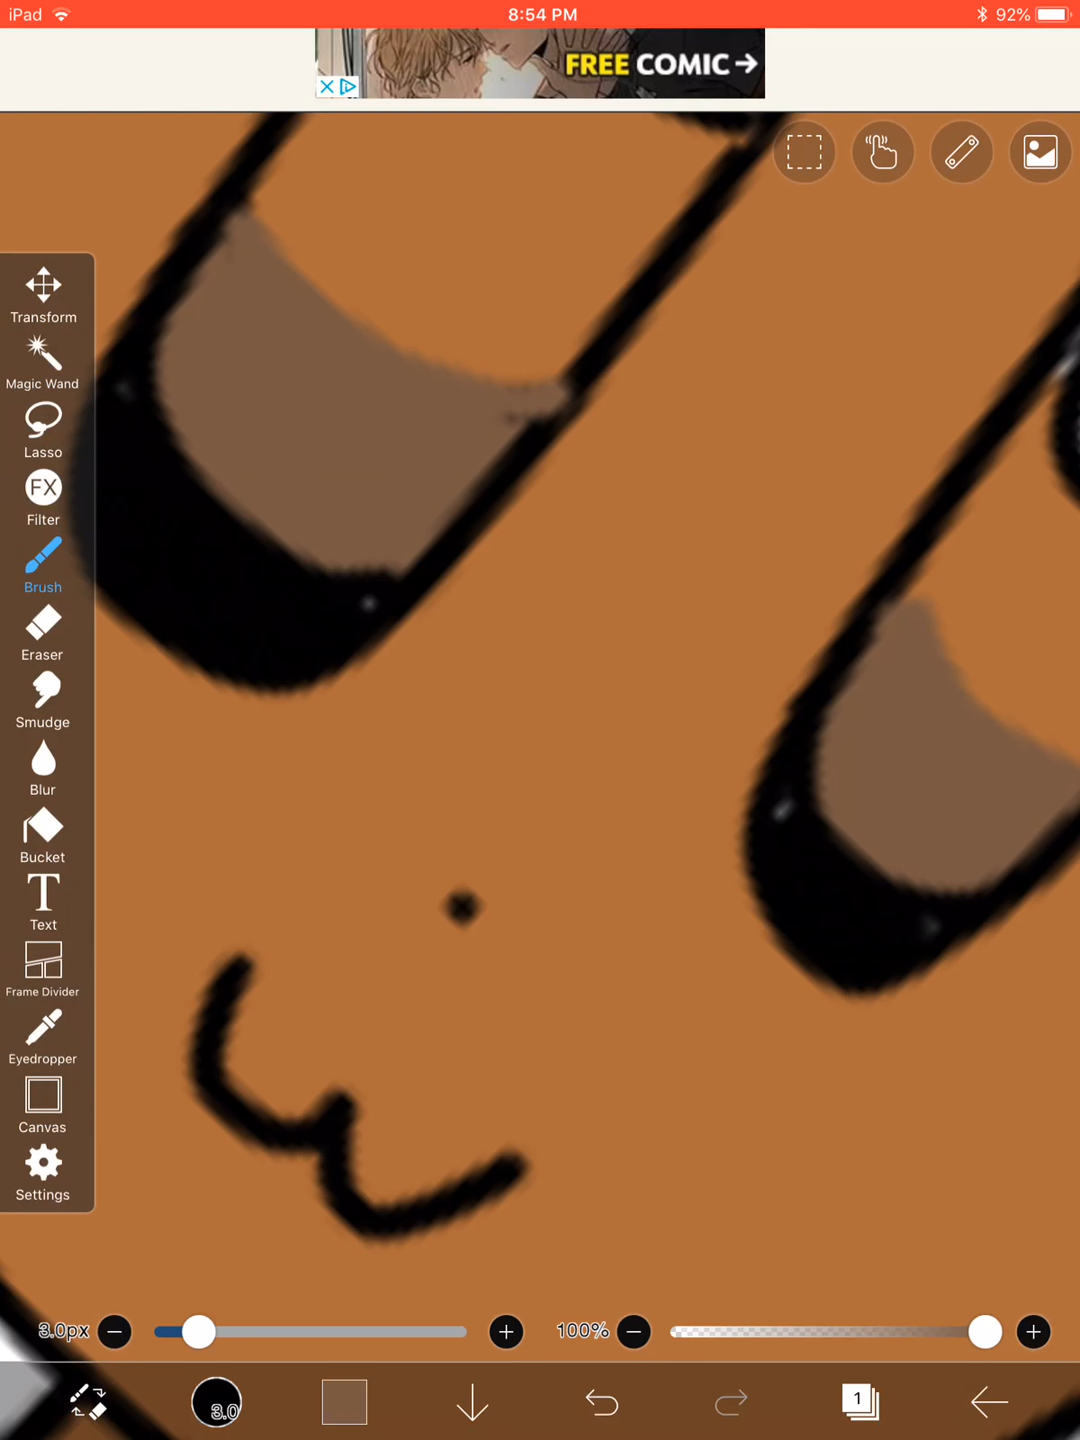 iPad
8:54 PM
92%
FREE COMIC →
Transform
Magic Wand
Lasso
FX
Filter
Brush
Eraser
Smudge
Blur
Bucket
T
Text
Frame Divider
Eyedropper
Canvas
Settings
3.0px
100%
3.0
1